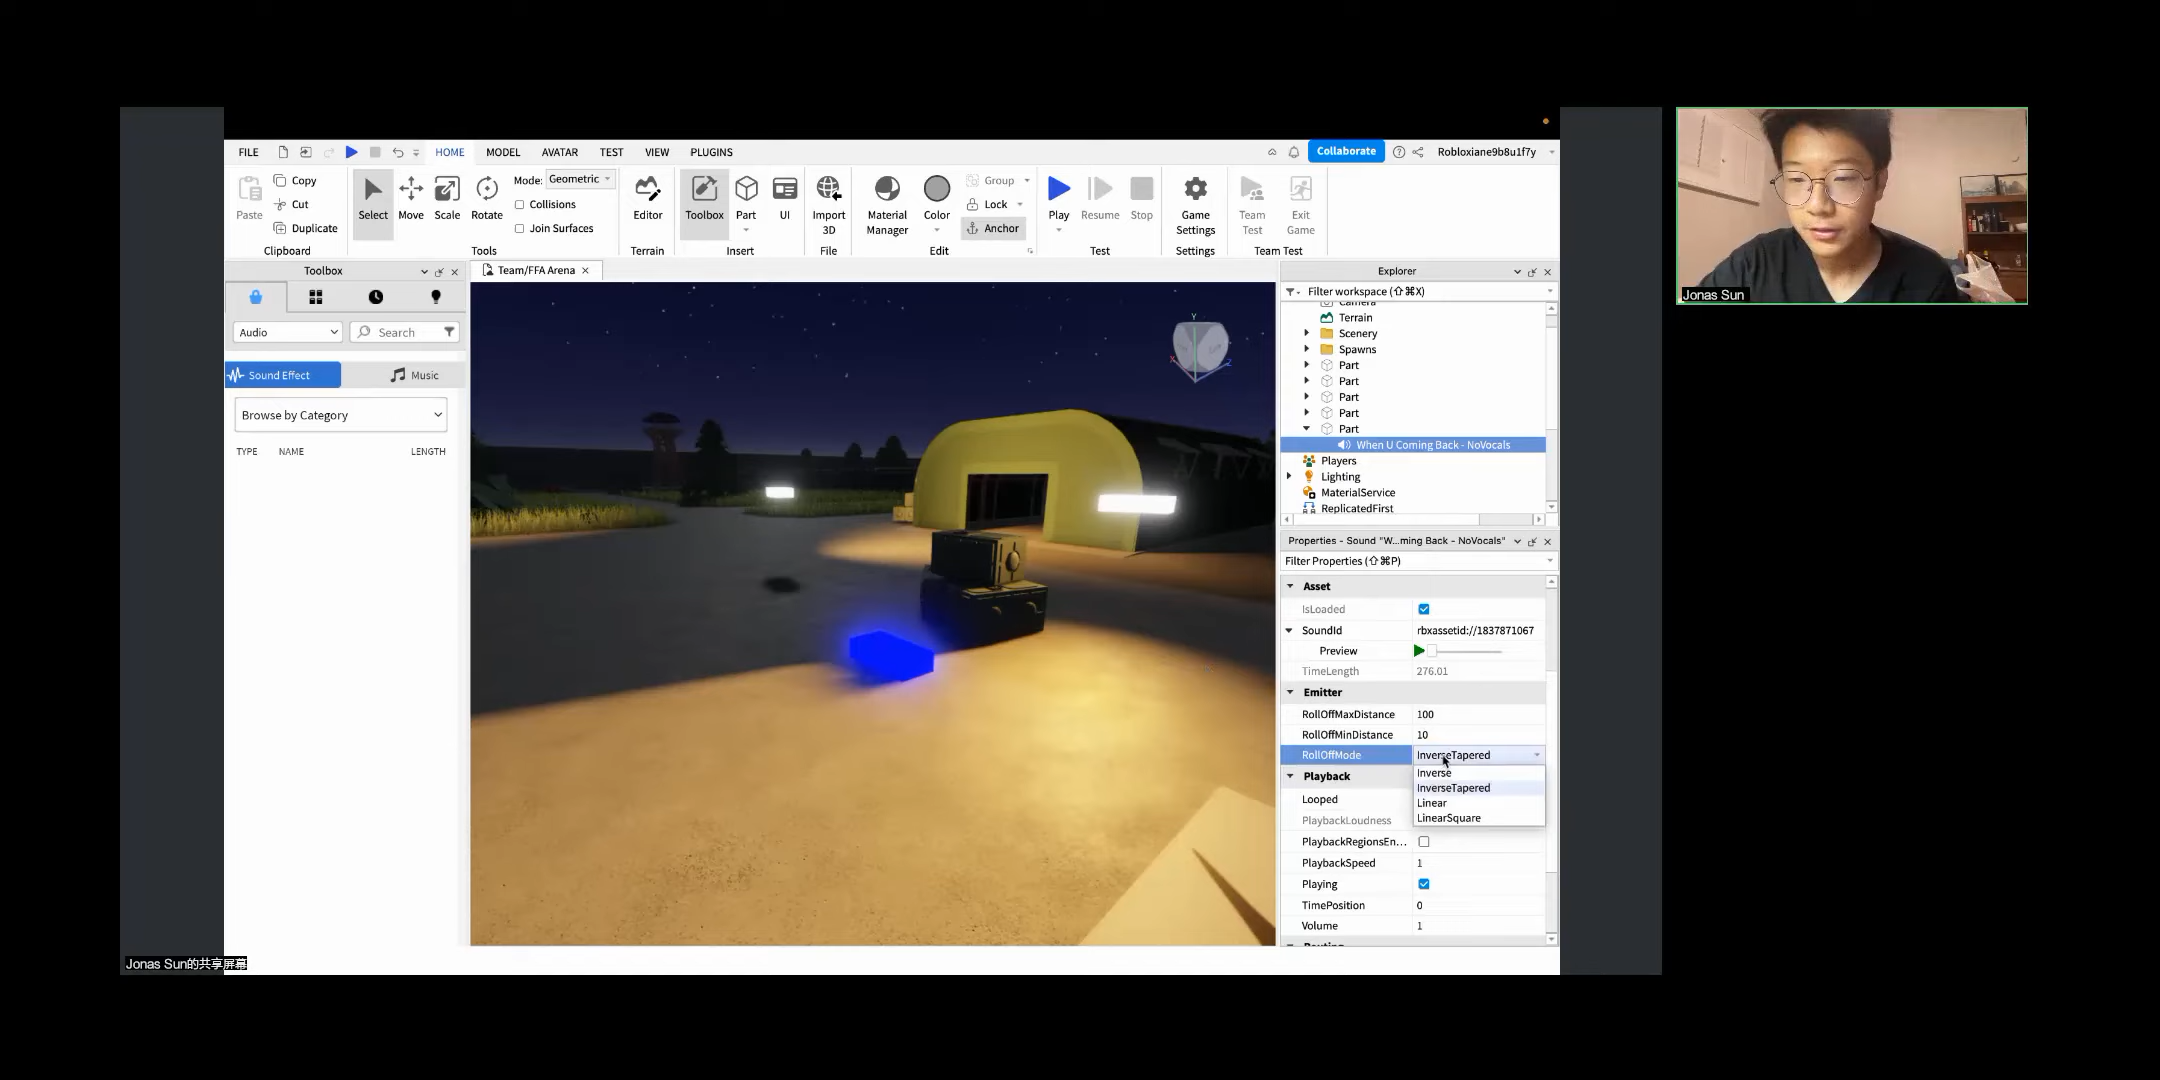 FILE HOME MODEL AVATAR TEST VIEW PLUGINS Collaborate Robloxiane9b8u1f7y
Copy
Cut
Duplicate
Paste
Clipboard
Select Move Scale Rotate
Mode: Geometric
Collisions
Join Surfaces
Tools
Editor
Terrain
Toolbox Part UI
Insert
Import
3D
File
Material
Manager
Color
Group
Lock
Anchor
Edit
Play Resume Stop
Test
Game
Settings
Settings
Team
Test
Exit
Game
Team Test
Toolbox
Audio
Search
Sound Effect Music
Browse by Category
TYPE NAME LENGTH
Team/FFA Arena
Y
X
Z
Explorer
Filter workspace (⇧⌘X)
Camera
Terrain
Scenery
Spawns
Part
Part
Part
Part
Part
When U Coming Back - NoVocals
Players
Lighting
MaterialService
ReplicatedFirst
Properties - Sound "W...ming Back - NoVocals"
Filter Properties (⇧⌘P)
Asset
IsLoaded
SoundId rbxassetid://1837871067
Preview
TimeLength 276.01
Emitter
RollOffMaxDistance 100
RollOffMinDistance 10
RollOffMode InverseTapered
Inverse
InverseTapered
Linear
LinearSquare
Playback
Looped
PlaybackLoudness
PlaybackRegionsEn...
PlaybackSpeed 1
Playing
TimePosition 0
Volume 1
Routing
Jonas Sun
Jonas Sun的共享屏幕